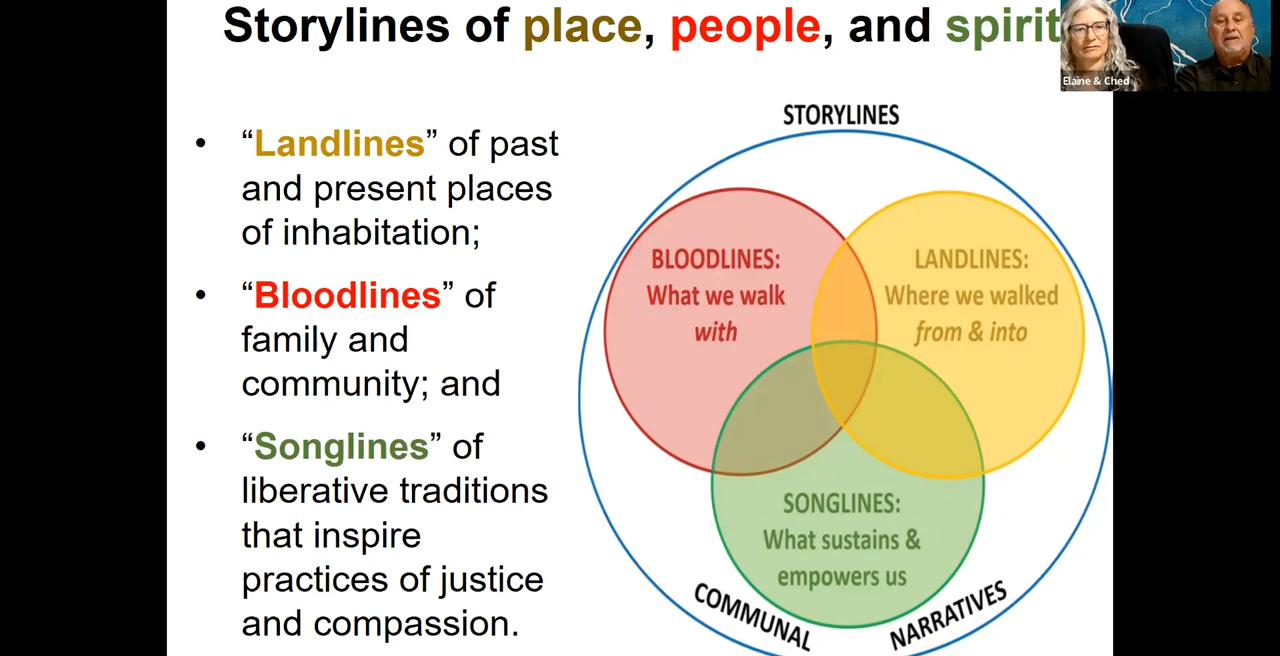 Storylines of place, people, and spirit
Elaine & Ched
• “Landlines” of past
and present places
of inhabitation;
• “Bloodlines” of
family and
community; and
• “Songlines” of
liberative traditions
that inspire
practices of justice
and compassion.
STORYLINES
BLOODLINES:
What we walk
with
LANDLINES:
Where we walked
from & into
SONGLINES:
What sustains &
empowers us
COMMUNAL
NARRATIVES